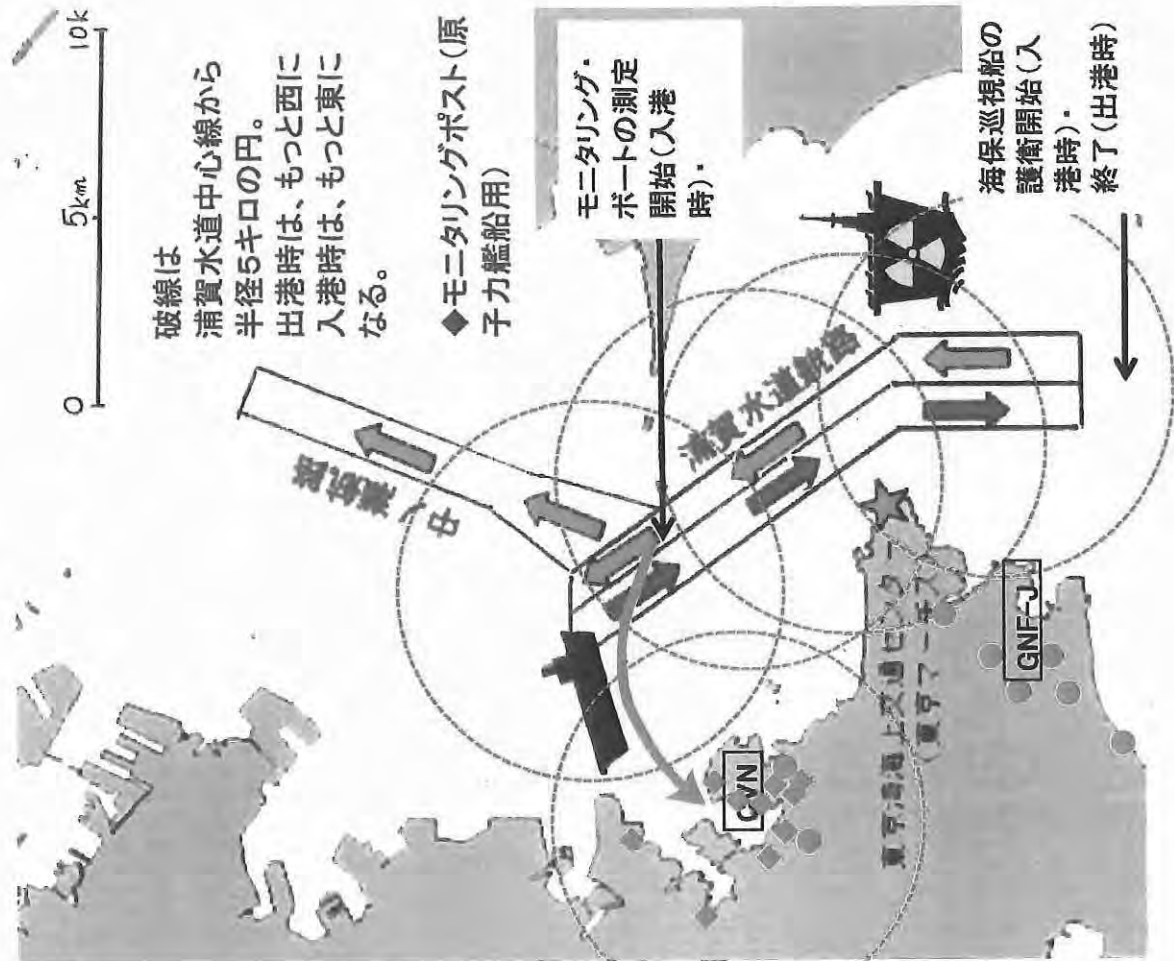 0 5km 10k
破線は
浦賀水道中心線から
半径5キロの円。
出港時は、もっと西に
入港時は、もっと東に
なる。
◆モニタリングポスト(原
子力艦船用)
モニタリング・
ボートの測定
開始(入港
時)・
海保巡視船の
護衛開始(入
港時)・
終了(出港時)
中ノ瀬航路
浦賀水道航路
CVN
東京湾海上交通センター
(東京マーチス)
GNF-J